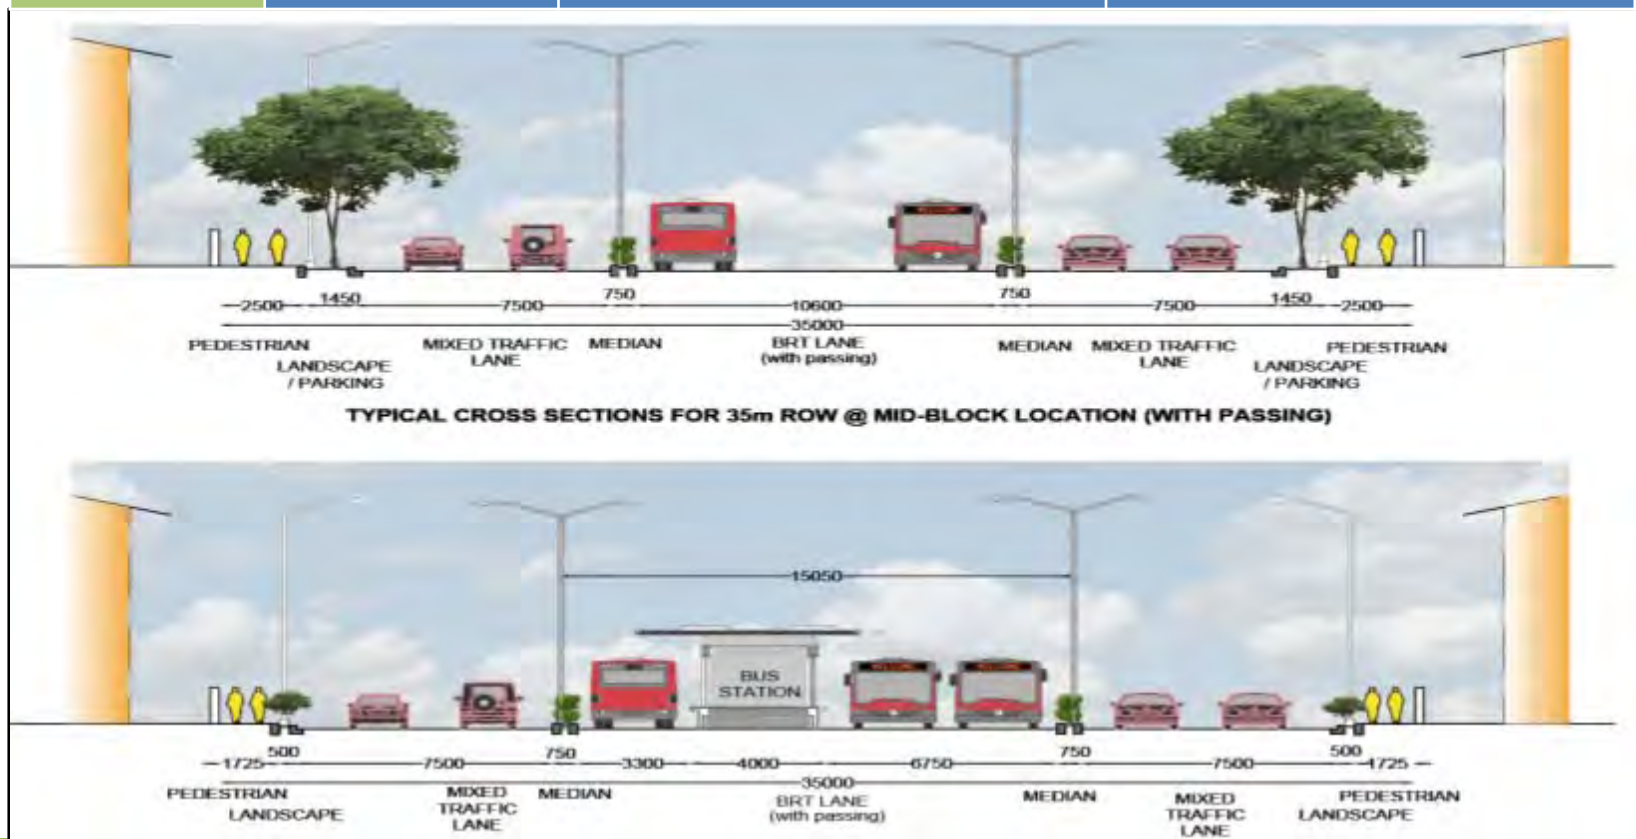 2500 1450 7500 750 10600 750 7500 1450 2500
35000
PEDESTRIAN
LANDSCAPE
/ PARKING
MIXED TRAFFIC
LANE
MEDIAN
BRT LANE
(with passing)
MEDIAN
MIXED TRAFFIC
LANE
LANDSCAPE
/ PARKING
PEDESTRIAN
TYPICAL CROSS SECTIONS FOR 35m ROW @ MID-BLOCK LOCATION (WITH PASSING)
15050
BUS
STATION
1725 500 7500 750 3300 4000 6750 750 7500 500 1725
35000
PEDESTRIAN
LANDSCAPE
MIXED
TRAFFIC
LANE
MEDIAN
BRT LANE
(with passing)
MEDIAN
MIXED
TRAFFIC
LANE
LANDSCAPE
PEDESTRIAN